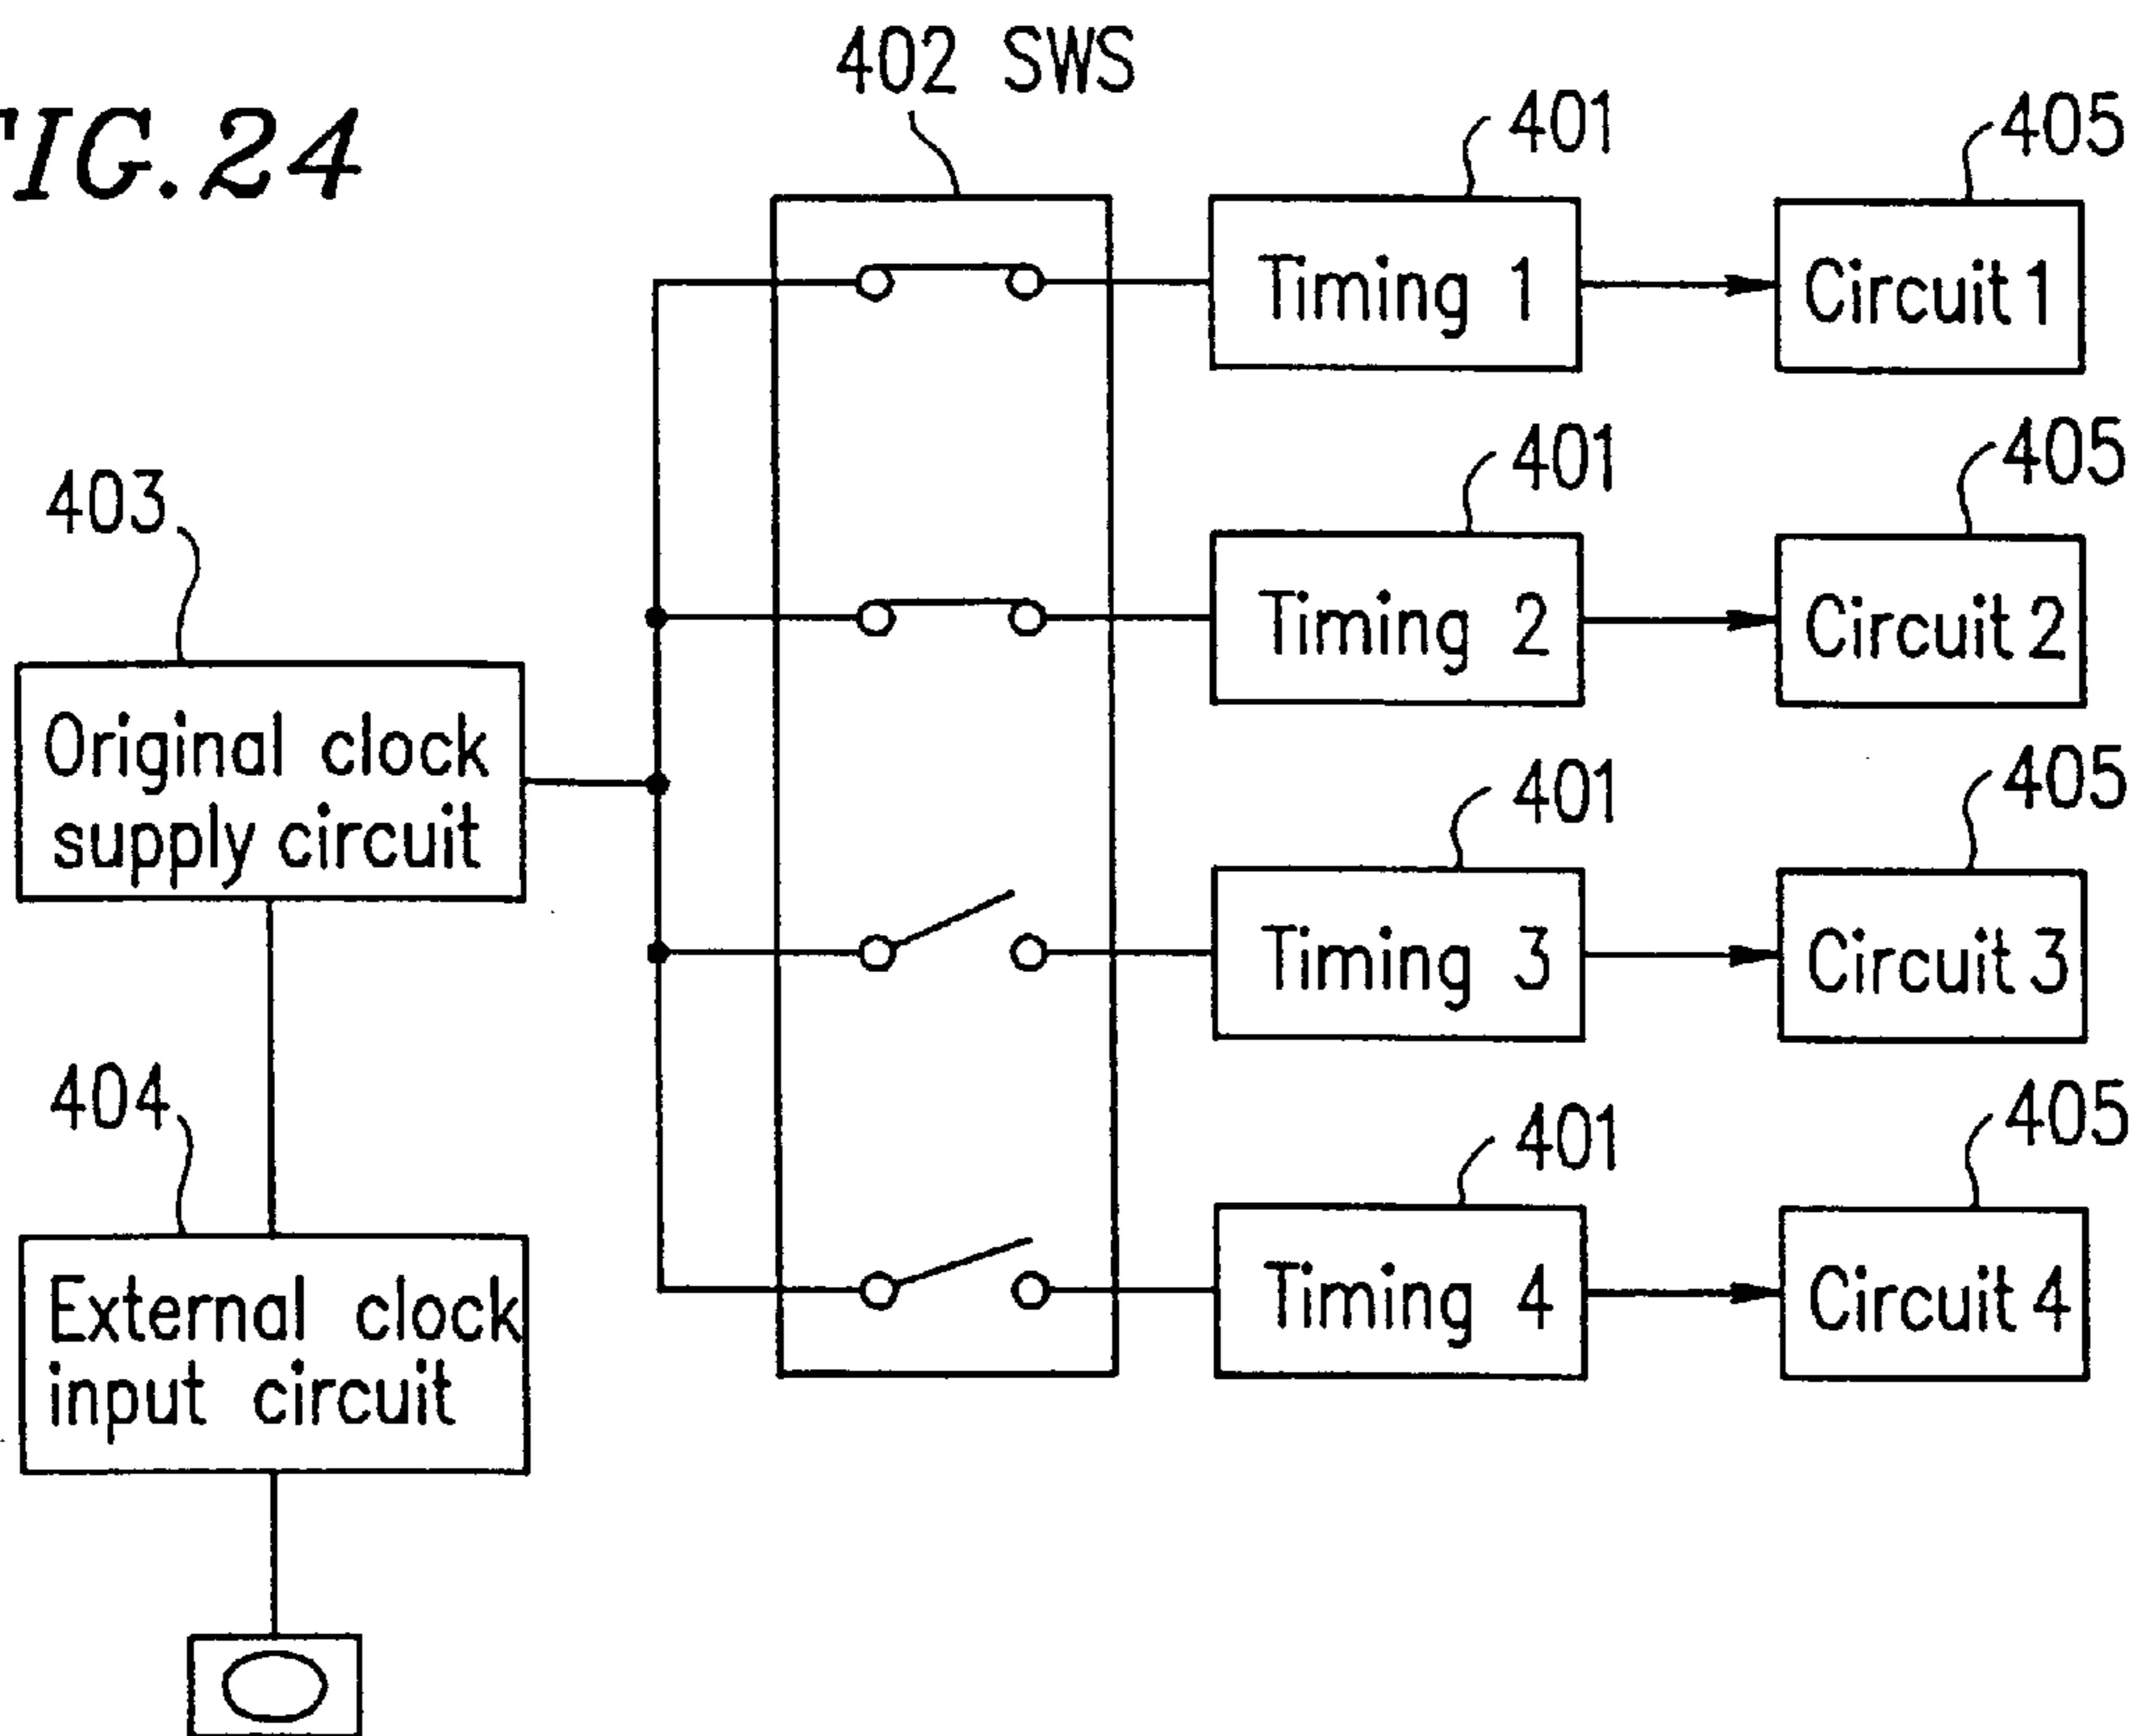 FIG.24
402 SWS
401
405
Timing 1
Circuit 1
401
405
Timing 2
Circuit 2
403
Original clock
supply circuit
401
405
Timing 3
Circuit 3
404
External clock
input circuit
401
405
Timing 4
Circuit 4